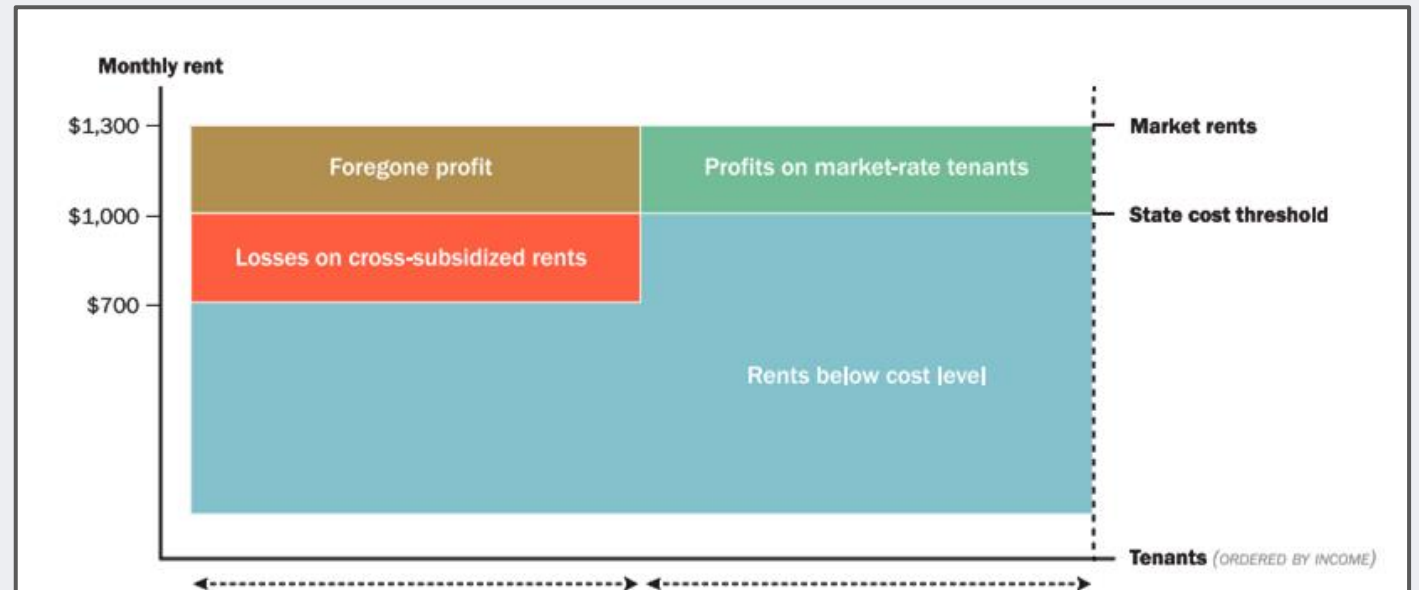 Monthly rent
$1,300
Market rents
Foregone profit
Profits on market-rate tenants
$1,000
State cost threshold
Losses on cross-subsidized rents
$700
Rents below cost level
Tenants (ORDERED BY INCOME)